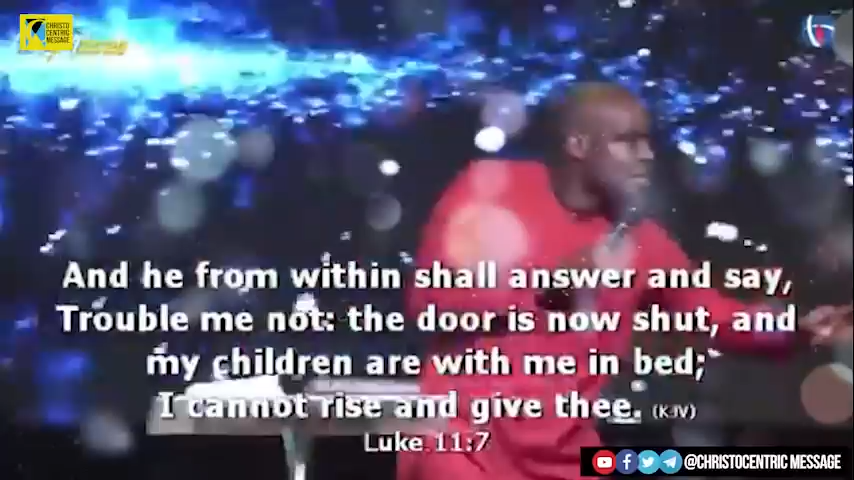 CHRISTO
CENTRIC
MESSAGE
And he from within shall answer and say,
Trouble me not: the door is now shut, and
my children are with me in bed;
I cannot rise and give thee. (KJV)
Luke 11:7
@CHRISTOCENTRIC MESSAGE